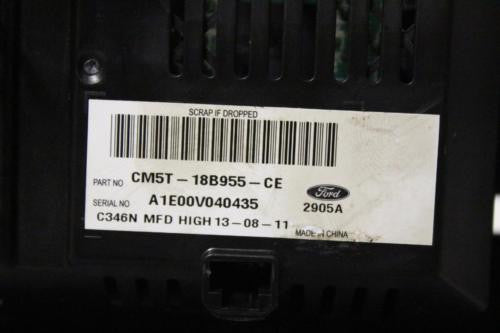 SCRAP IF DROPPED
PART NO CM5T-18B955-CE
Ford
SERIAL NO A1E00V040435 2905A
C346N MFD HIGH 13-08-11 MADE IN CHINA